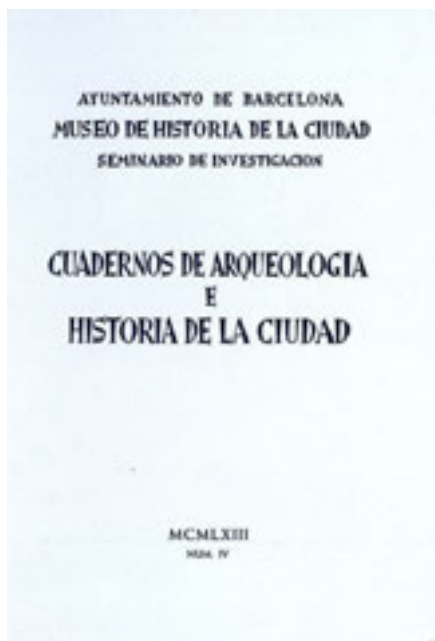 AYUNTAMIENTO DE BARCELONA
MUSEO DE HISTORIA DE LA CIUDAD
SEMINARIO DE INVESTIGACION
CUADERNOS DE ARQUEOLOGIA
E
HISTORIA DE LA CIUDAD
MCMLXIII
NUM. IV